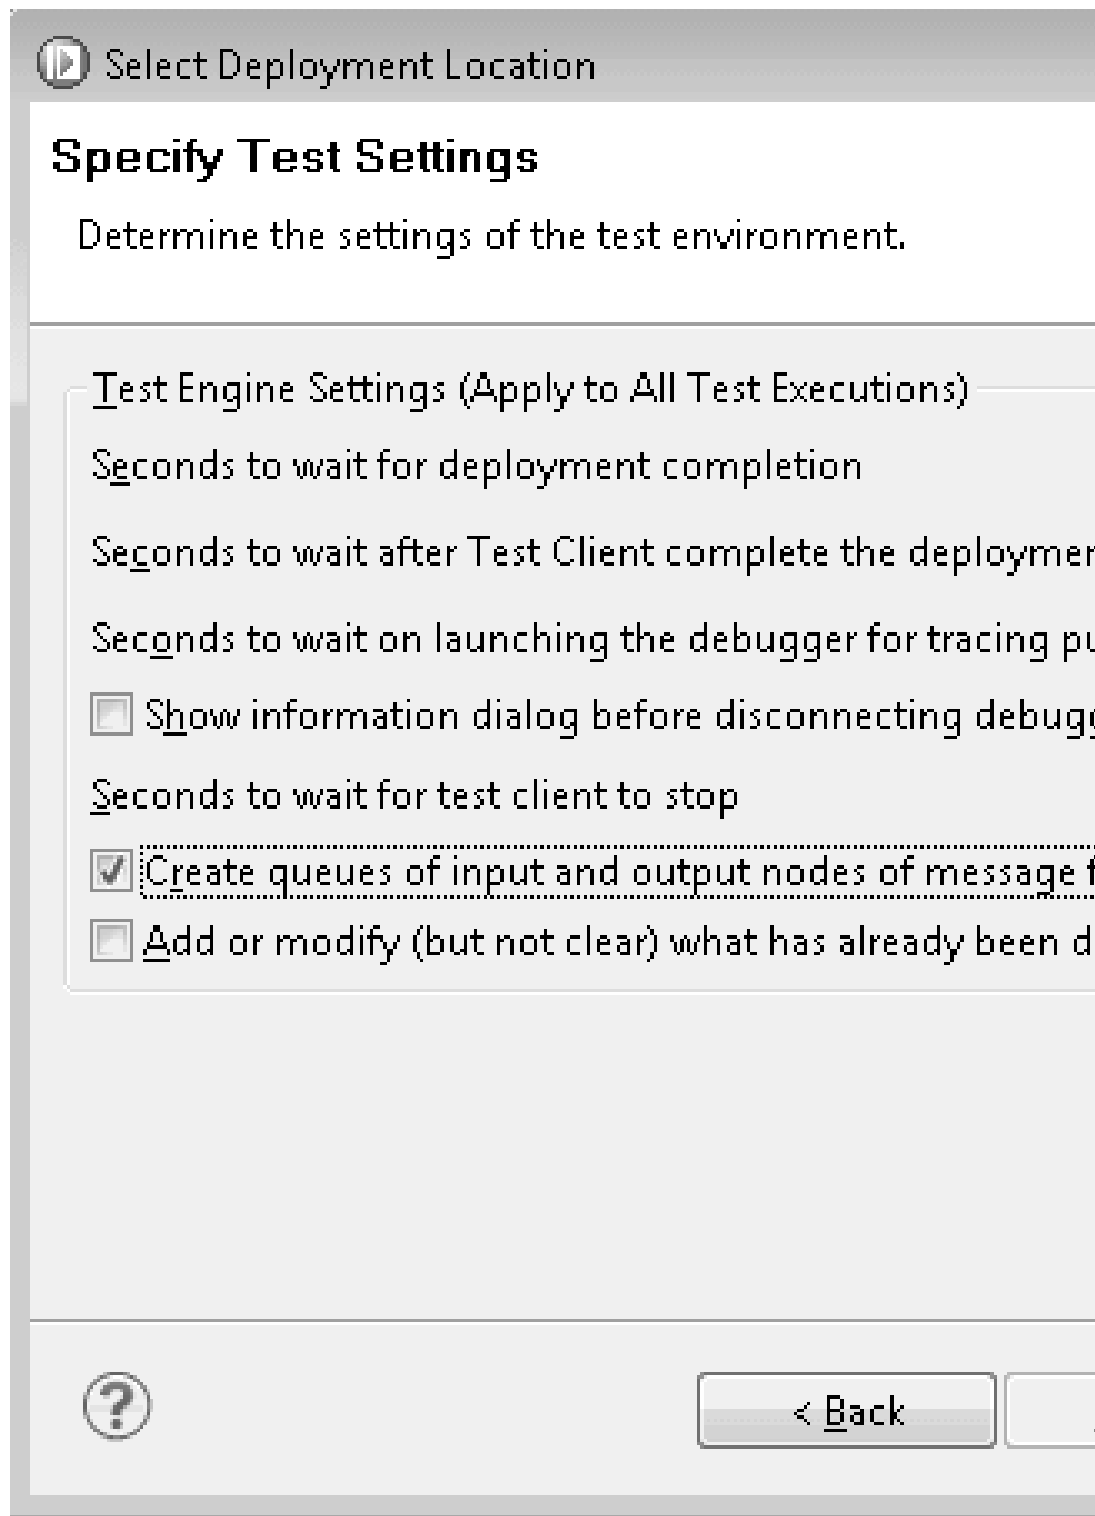 Select Deployment Location
Specify Test Settings
Determine the settings of the test environment.
Test Engine Settings (Apply to All Test Executions)
Seconds to wait for deployment completion
Seconds to wait after Test Client complete the
Seconds to wait on launching the debugger for tracing
Show information dialog before disconnecting
Seconds to wait for test client to stop
Create queues of input and output nodes of message
Add or modify (but not clear) what has already been
?
< Back